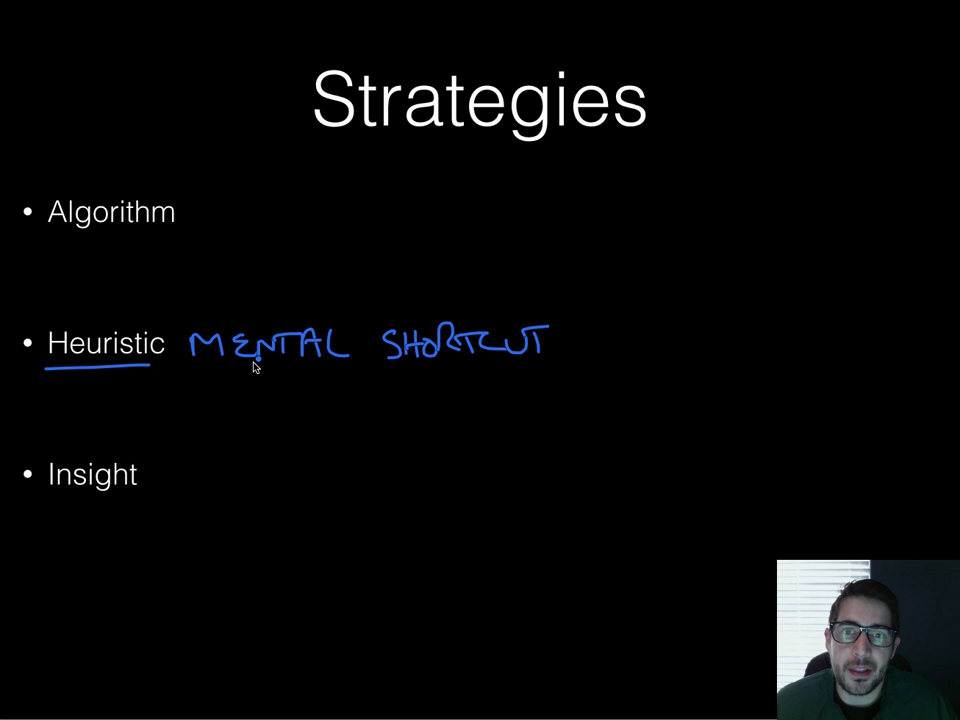 Strategies
• Algorithm
• Heuristic MENTAL SHORTCUT
• Insight